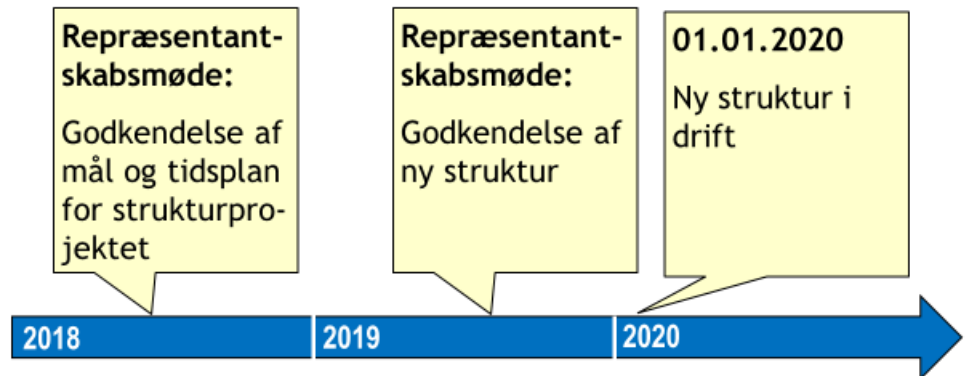 Repræsentant-
skabsmøde:
Godkendelse af
mål og tidsplan
for strukturpro-
jektet
Repræsentant-
skabsmøde:
Godkendelse af
ny struktur
01.01.2020
Ny struktur i
drift
2018
2019
2020